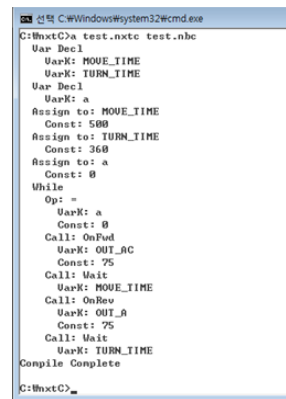 선택 C:₩Windows₩system32₩cmd.exe
C:₩nxtC>a test.nxtc test.nbc
Var Decl
VarK: MOVE_TIME
VarK: TURN_TIME
Var Decl
VarK: a
Assign to: MOVE_TIME
Const: 500
Assign to: TURN_TIME
Const: 360
Assign to: a
Const: 0
While
Op: =
VarK: a
Const: 0
Call: OnFwd
VarK: OUT_AC
Const: 75
Call: Wait
VarK: MOVE_TIME
Call: OnRev
VarK: OUT_A
Const: 75
Call: Wait
VarK: TURN_TIME
Compile Complete
C:₩nxtC>_